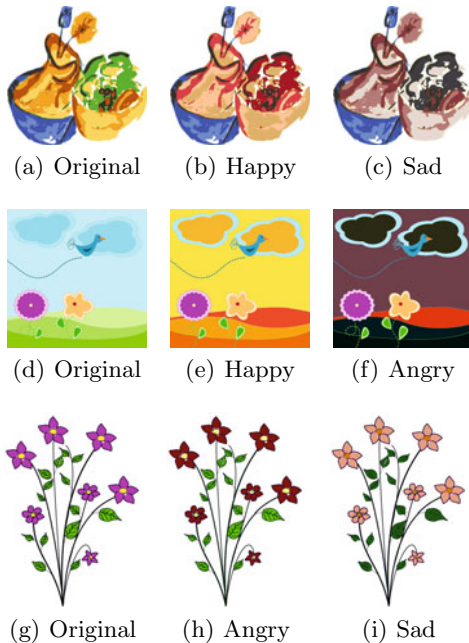 (a) Original (b) Happy (c) Sad
(d) Original (e) Happy (f) Angry
(g) Original (h) Angry (i) Sad